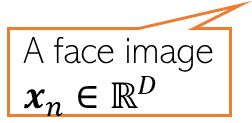 A face image
𝒙ₙ ∈ ℝᴰ